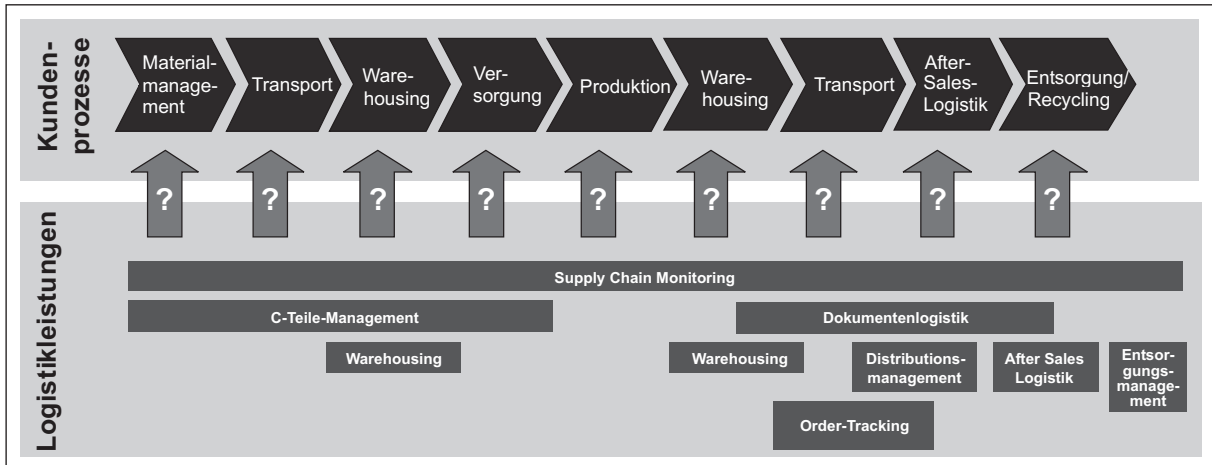 Kunden-
prozesse
Material-
manage-
ment
Transport
Ware-
housing
Ver-
sorgung
Produktion
Ware-
housing
Transport
After-
Sales-
Logistik
Entsorgung/
Recycling
?
?
?
?
?
?
?
?
?
Logistikleistungen
Supply Chain Monitoring
C-Teile-Management
Dokumentenlogistik
Warehousing
Warehousing
Distributions-
management
After Sales
Logistik
Entsor-
gungs-
manage-
ment
Order-Tracking